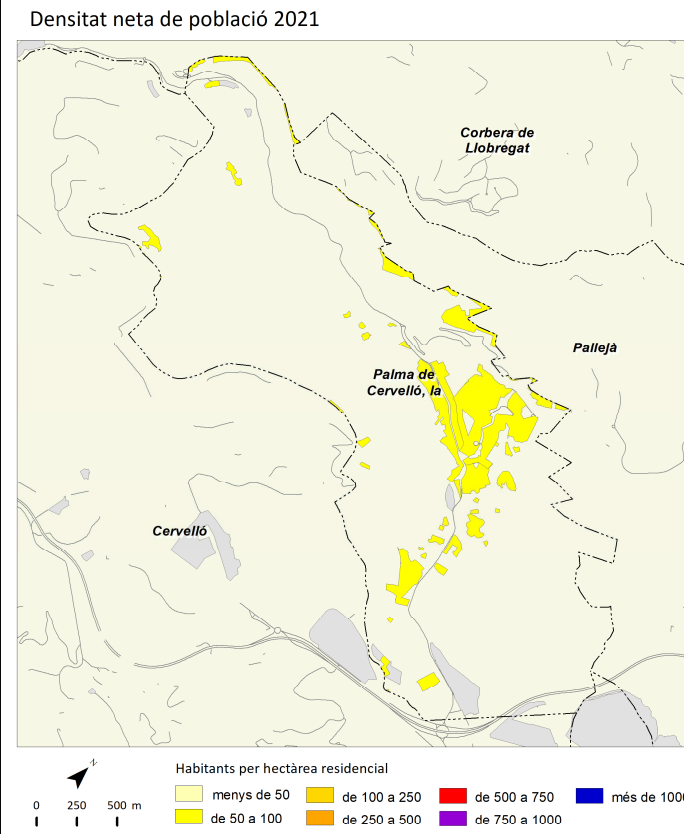 Densitat neta de població 2021
Corbera de
Llobregat
Pallejà
Palma de
Cervelló, la
Cervelló
N
0 250 500 m
Habitants per hectàrea residencial
menys de 50
de 100 a 250
de 500 a 750
més de 1000
de 50 a 100
de 250 a 500
de 750 a 1000